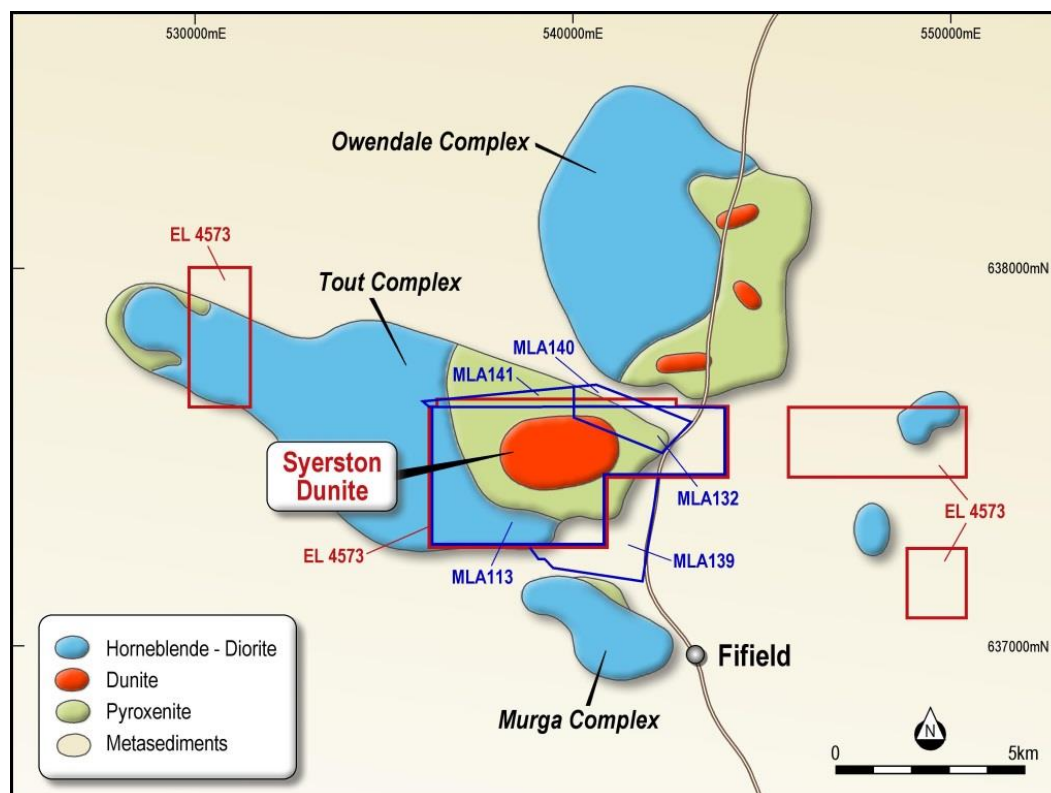 530000mE
540000mE
550000mE
Owendale Complex
EL 4573
638000mN
Tout Complex
MLA140
MLA141
Syerston
Dunite
MLA132
EL 4573
EL 4573
MLA113
MLA139
Horneblende - Diorite
Dunite
Pyroxenite
Metasediments
637000mN
Fifield
Murga Complex
N
0
5km